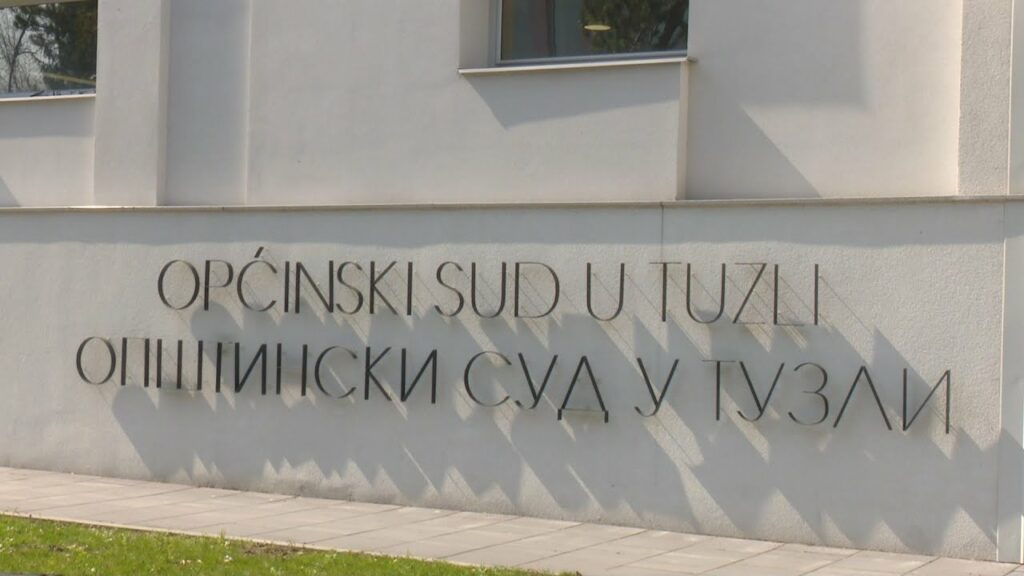 OPĆINSKI SUD U TUZLI
ОПШТИНСКИ СУД У ТУЗЛИ